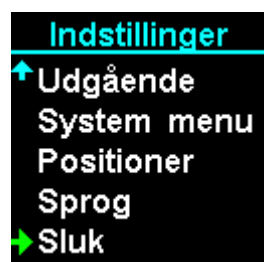 Indstillinger
Udgående
System menu
Positioner
Sprog
Sluk